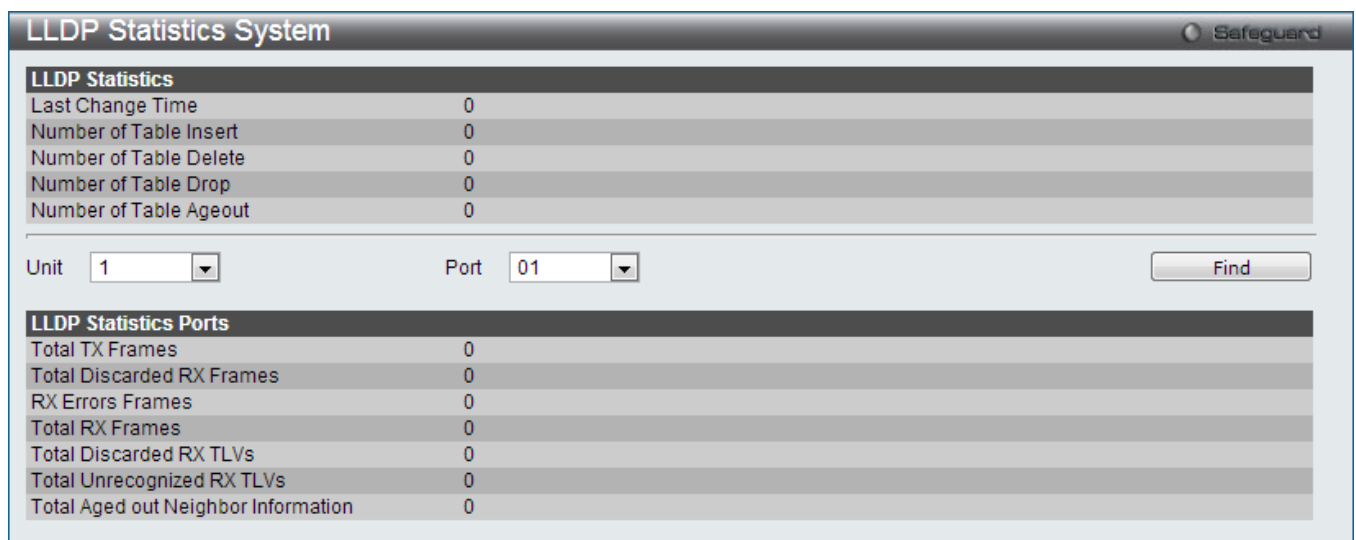 LLDP Statistics System Safeguard
LLDP Statistics
Last Change Time 0
Number of Table Insert 0
Number of Table Delete 0
Number of Table Drop 0
Number of Table Ageout 0
Unit 1 Port 01 Find
LLDP Statistics Ports
Total TX Frames 0
Total Discarded RX Frames 0
RX Errors Frames 0
Total RX Frames 0
Total Discarded RX TLVs 0
Total Unrecognized RX TLVs 0
Total Aged out Neighbor Information 0